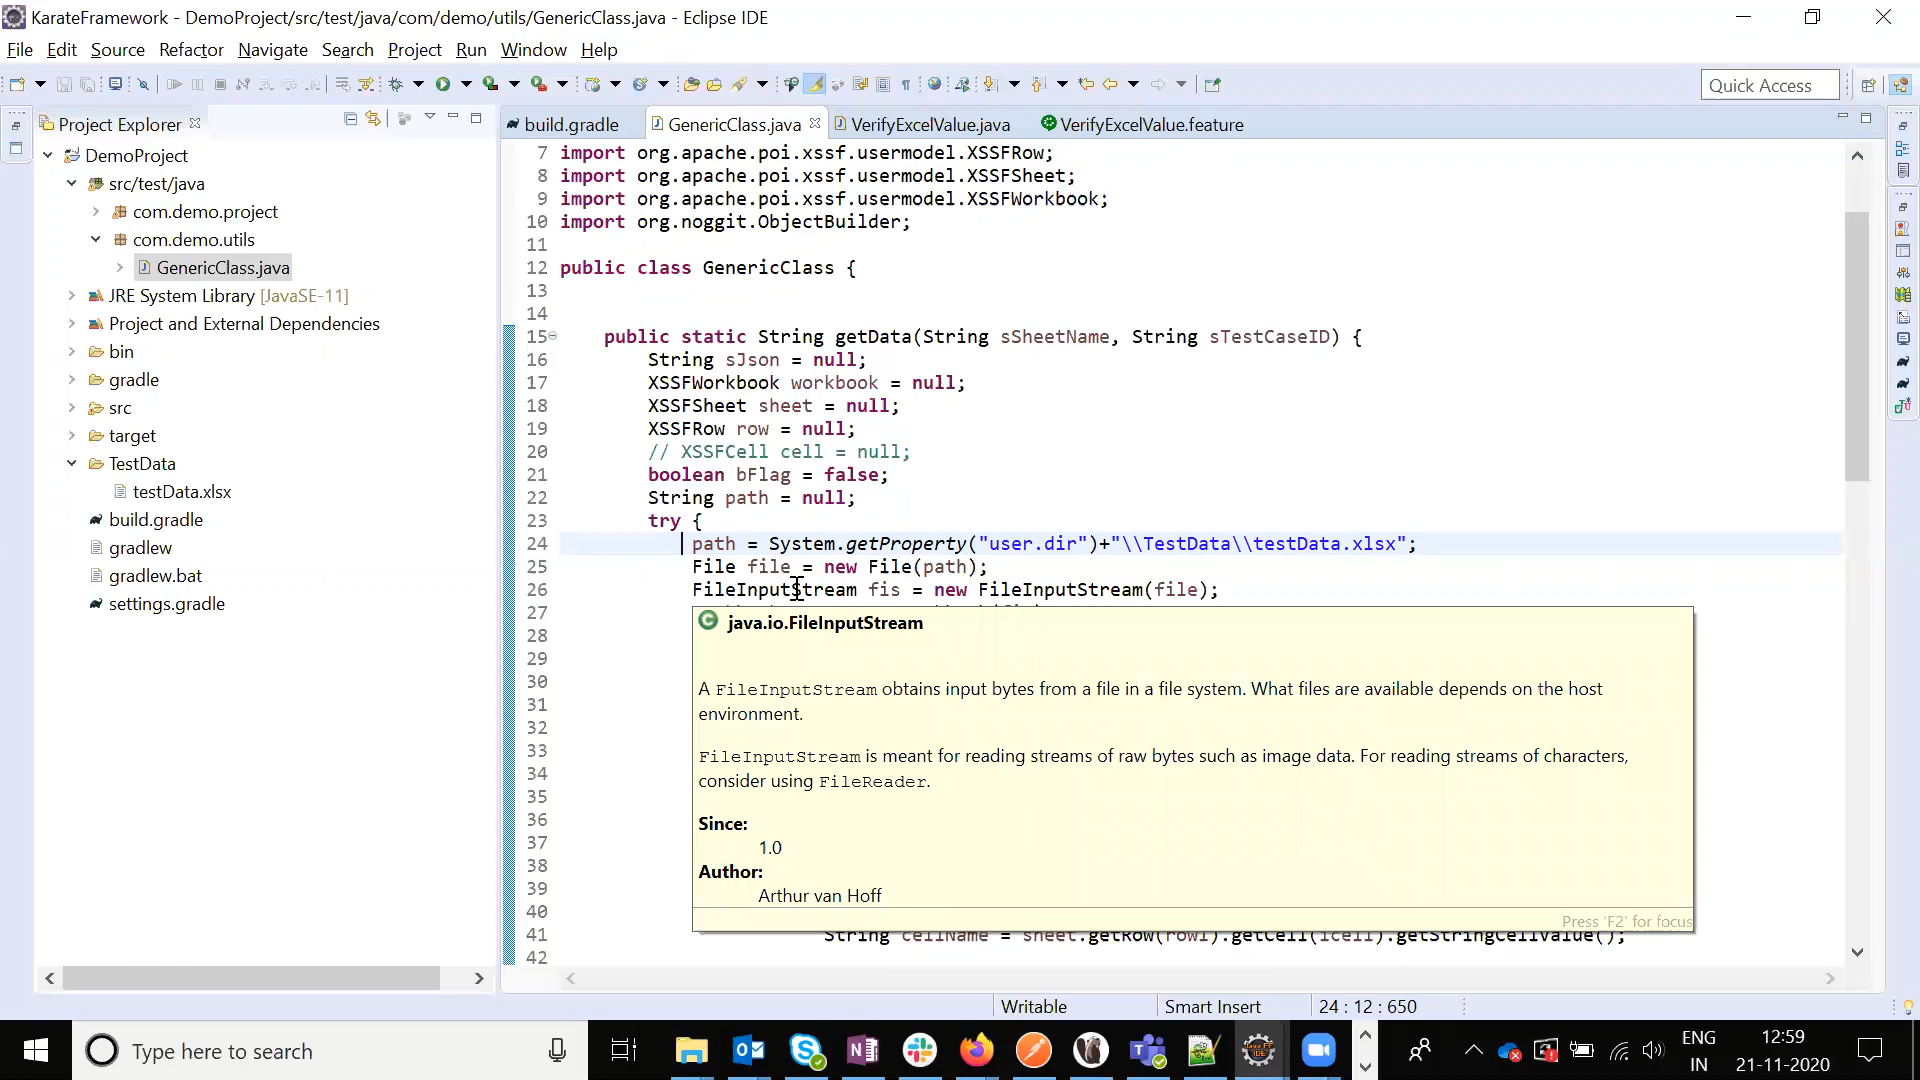 KarateFramework - DemoProject/src/test/java/com/demo/utils/GenericClass.java - Eclipse IDE
File Edit Source Refactor Navigate Search Project Run Window Help
Quick Access
Project Explorer
build.gradle GenericClass.java VerifyExcelValue.java VerifyExcelValue.feature
DemoProject
src/test/java
com.demo.project
com.demo.utils
GenericClass.java
JRE System Library [JavaSE-11]
Project and External Dependencies
bin
gradle
src
target
TestData
testData.xlsx
build.gradle
gradlew
gradlew.bat
settings.gradle
7 import org.apache.poi.xssf.usermodel.XSSFRow;
8 import org.apache.poi.xssf.usermodel.XSSFSheet;
9 import org.apache.poi.xssf.usermodel.XSSFWorkbook;
10 import org.noggit.ObjectBuilder;
11
12 public class GenericClass {
13
14
15 public static String getData(String sSheetName, String sTestCaseID) {
16 String sJson = null;
17 XSSFWorkbook workbook = null;
18 XSSFSheet sheet = null;
19 XSSFRow row = null;
20 // XSSFCell cell = null;
21 boolean bFlag = false;
22 String path = null;
23 try {
24 path = System.getProperty("user.dir")+"\\TestData\\testData.xlsx";
25 File file = new File(path);
26 FileInputStream fis = new FileInputStream(file);
27
28
29
30
31
32
33
34
35
36
37
38
39
40
41 String cellName = sheet.getRow(row1).getCell(icell).getStringCellValue();
42
java.io.FileInputStream
A FileInputStream obtains input bytes from a file in a file system. What files are available depends on the host
environment.
FileInputStream is meant for reading streams of raw bytes such as image data. For reading streams of characters,
consider using FileReader.
Since:
1.0
Author:
Arthur van Hoff
Press 'F2' for focus
Writable Smart Insert 24 : 12 : 650
Type here to search
ENG
IN
12:59
21-11-2020